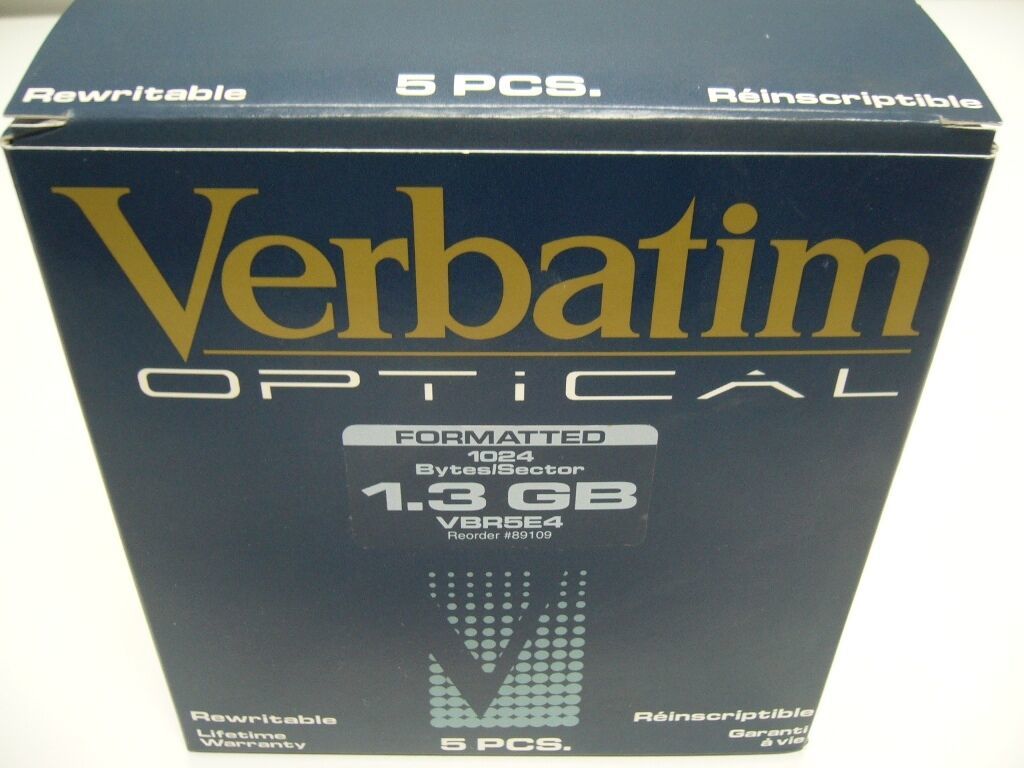 Rewritable 5 PCS. Réinscriptible
Verbatim
OPTiCAL
FORMATTED
1024
Bytes/Sector
1.3 GB
VBR5E4
Reorder #89109
Rewritable Réinscriptible
Lifetime Garanti
Warranty à vie
5 PCS.